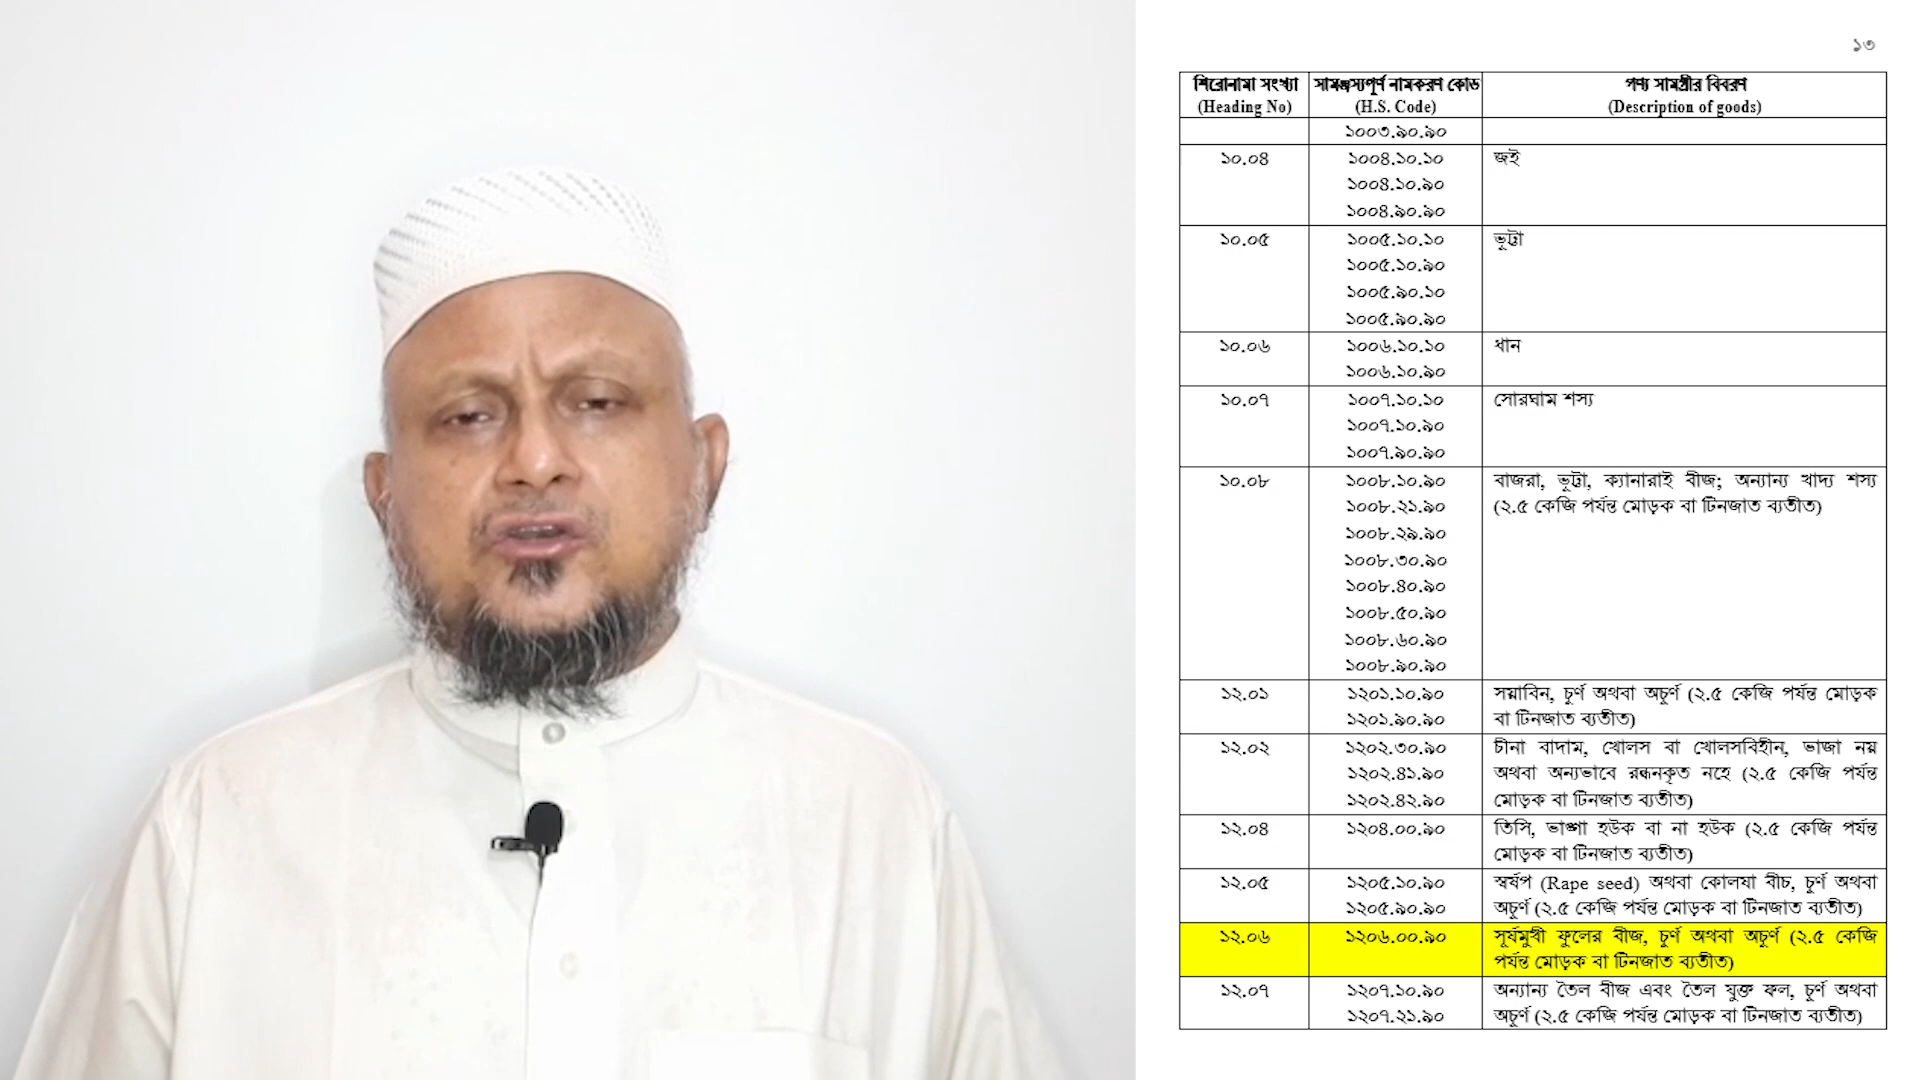 ১৩
শিরোনামা সংখ্যা
(Heading No)
সামঞ্জস্যপূর্ণ নামকরণ কোড
(H.S. Code)
পণ্য সামগ্রীর বিবরণ
(Description of goods)
১০০৩.৯০.৯০
১০.০৪
১০০৪.১০.১০
১০০৪.১০.৯০
১০০৪.৯০.৯০
জই
১০.০৫
১০০৫.১০.১০
১০০৫.১০.৯০
১০০৫.৯০.১০
১০০৫.৯০.৯০
ভূট্টা
১০.০৬
১০০৬.১০.১০
১০০৬.১০.৯০
ধান
১০.০৭
১০০৭.১০.১০
১০০৭.১০.৯০
১০০৭.৯০.৯০
সোরঘাম শস্য
১০.০৮
১০০৮.১০.৯০
১০০৮.২১.৯০
১০০৮.২৯.৯০
১০০৮.৩০.৯০
১০০৮.৪০.৯০
১০০৮.৫০.৯০
১০০৮.৬০.৯০
১০০৮.৯০.৯০
বাজরা, ভূট্টা, ক্যানারাই বীজ; অন্যান্য খাদ্য শস্য
(২.৫ কেজি পর্যন্ত মোড়ক বা টিনজাত ব্যতীত)
১২.০১
১২০১.১০.৯০
১২০১.৯০.৯০
সয়াবিন, চুর্ণ অথবা অচুর্ণ (২.৫ কেজি পর্যন্ত মোড়ক
বা টিনজাত ব্যতীত)
১২.০২
১২০২.৩০.৯০
১২০২.৪১.৯০
১২০২.৪২.৯০
চীনা বাদাম, খোলস বা খোলসবিহীন, ভাজা নয়
অথবা অন্যভাবে রন্ধনকৃত নহে (২.৫ কেজি পর্যন্ত
মোড়ক বা টিনজাত ব্যতীত)
১২.০৪
১২০৪.০০.৯০
তিসি, ভাঙ্গা হউক বা না হউক (২.৫ কেজি পর্যন্ত
মোড়ক বা টিনজাত ব্যতীত)
১২.০৫
১২০৫.১০.৯০
১২০৫.৯০.৯০
স্বর্ষপ (Rape seed) অথবা কোলযা বীচ, চুর্ণ অথবা
অচুর্ণ (২.৫ কেজি পর্যন্ত মোড়ক বা টিনজাত ব্যতীত)
১২.০৬
১২০৬.০০.৯০
সূর্যমুখী ফুলের বীজ, চুর্ণ অথবা অচুর্ণ (২.৫ কেজি
পর্যন্ত মোড়ক বা টিনজাত ব্যতীত)
১২.০৭
১২০৭.১০.৯০
১২০৭.২১.৯০
অন্যান্য তৈল বীজ এবং তৈল যুক্ত ফল, চুর্ণ অথবা
অচুর্ণ (২.৫ কেজি পর্যন্ত মোড়ক বা টিনজাত ব্যতীত)